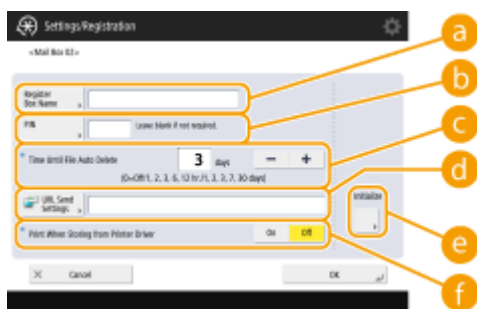 Settings/Registration
a
<Mail Box 02>
b
Register
Box Name
PIN
Leave blank if not required.
c
Time Until File Auto Delete
3 days
− +
(0=Off/1, 2, 3, 6, 12 hr./1, 2, 3, 7, 30 days)
d
URL Send
Settings
Initialize
e
Print When Storing from Printer Driver
On Off
Cancel
OK
f